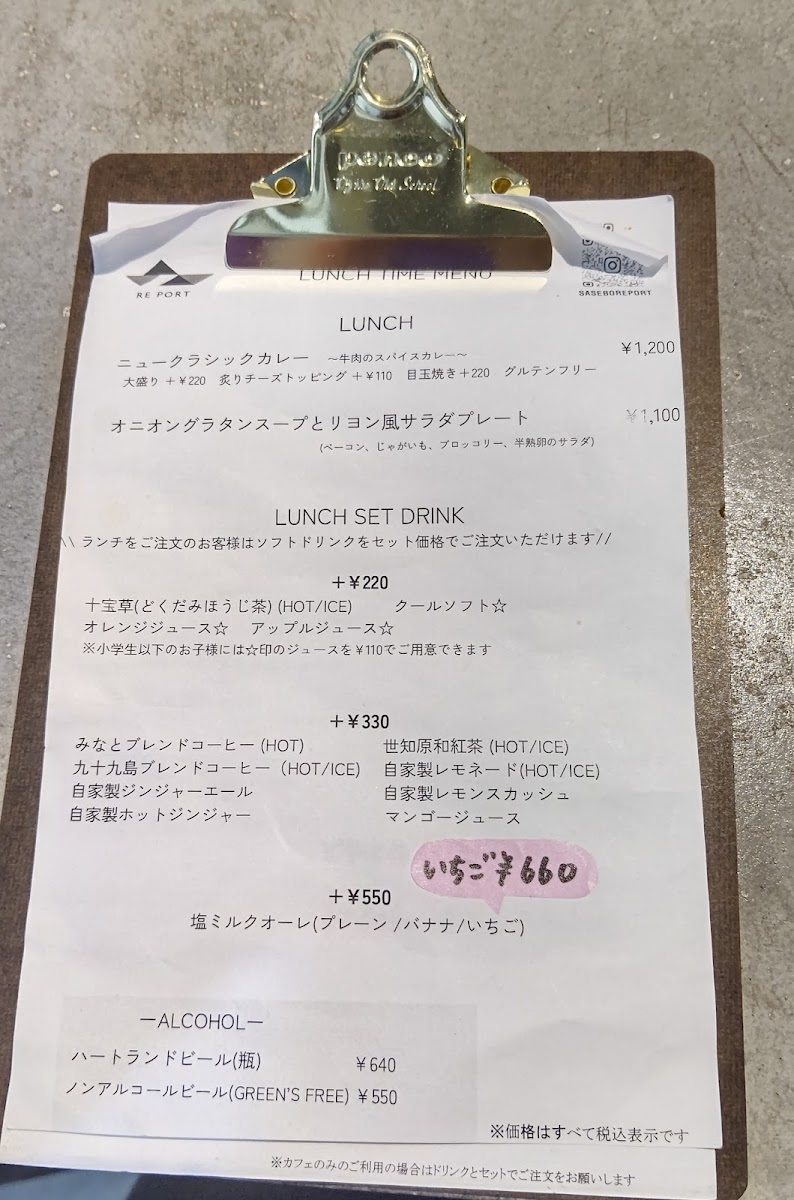 penco
LUNCH TIME MENU
RE PORT
SASEBOREPORT
LUNCH
ニュークラシックカレー ～牛肉のスパイスカレー～ ¥1,200
大盛り＋¥220 炙りチーズトッピング＋¥110 目玉焼き＋220 グルテンフリー
オニオングラタンスープとリヨン風サラダプレート ¥1,100
(ベーコン、じゃがいも、ブロッコリー、半熟卵のサラダ)
LUNCH SET DRINK
\\ ランチをご注文のお客様はソフトドリンクをセット価格でご注文いただけます//
＋¥220
十宝草(どくだみほうじ茶) (HOT/ICE) クールソフト☆
オレンジジュース☆ アップルジュース☆
※小学生以下のお子様には☆印のジュースを¥110でご用意できます
＋¥330
みなとブレンドコーヒー (HOT) 世知原和紅茶 (HOT/ICE)
九十九島ブレンドコーヒー（HOT/ICE) 自家製レモネード(HOT/ICE)
自家製ジンジャーエール 自家製レモンスカッシュ
自家製ホットジンジャー マンゴージュース
いちご¥660
＋¥550
塩ミルクオーレ(プレーン /バナナ/いちご)
ーALCOHOLー
ハートランドビール(瓶) ¥640
ノンアルコールビール(GREEN'S FREE) ¥550
※価格はすべて税込表示です
※カフェのみのご利用の場合はドリンクとセットでご注文をお願いします